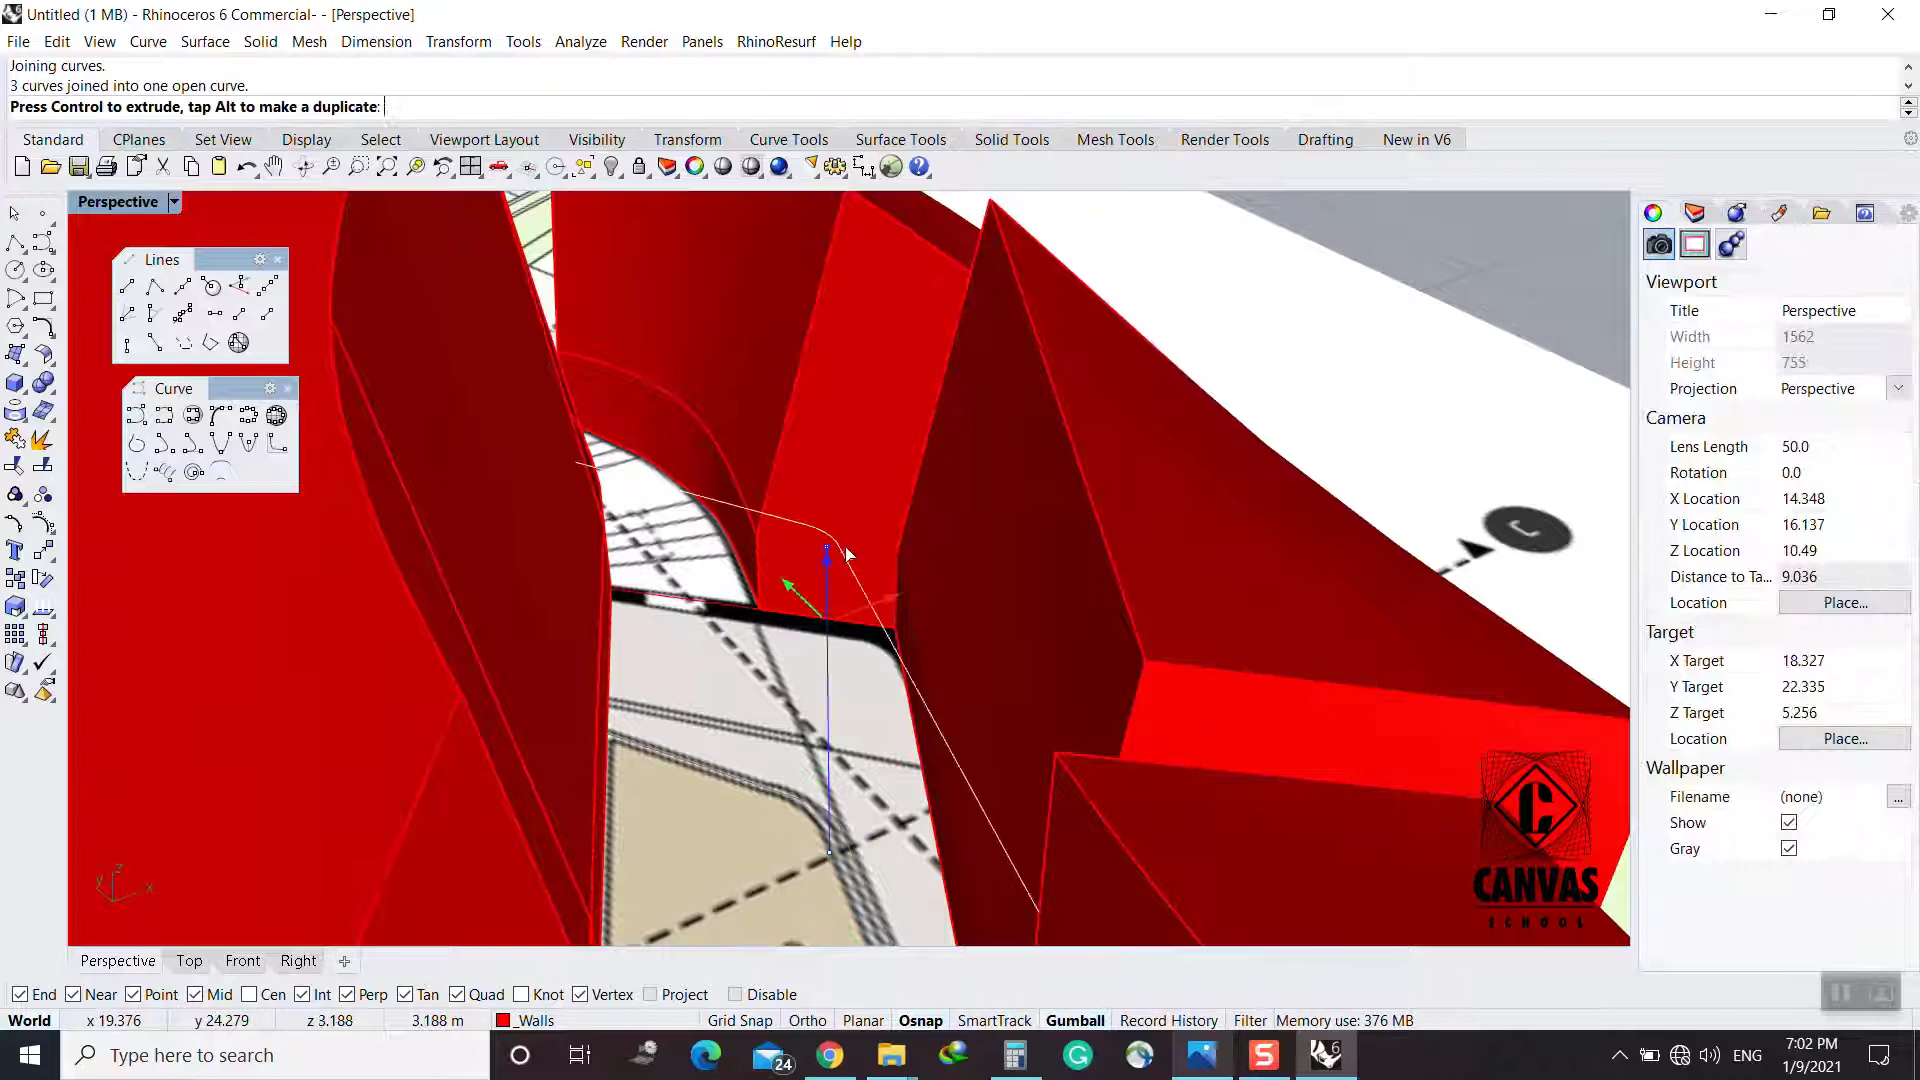 Untitled (1 MB) - Rhinoceros 6 Commercial- - [Perspective]
File Edit View Curve Surface Solid Mesh Dimension Transform Tools Analyze Render Panels RhinoResurf Help
Joining curves.
3 curves joined into one open curve.
Press Control to extrude, tap Alt to make a duplicate:
Standard CPlanes Set View Display Select Viewport Layout Visibility Transform Curve Tools Surface Tools Solid Tools Mesh Tools Render Tools Drafting New in V6
Perspective
Lines
Curve
Viewport
Title Perspective
Width 1562
Height 755
Projection Perspective
Camera
Lens Length 50.0
Rotation 0.0
X Location 14.348
Y Location 16.137
Z Location 10.49
Distance to Ta... 9.036
Location Place...
Target
X Target 18.327
Y Target 22.335
Z Target 5.256
Location Place...
Wallpaper
Filename (none) ...
Show
Gray
C
z
y
x
CANVAS
SCHOOL
Perspective Top Front Right
End Near Point Mid Cen Int Perp Tan Quad Knot Vertex Project Disable
World x 19.376 y 24.279 z 3.188 3.188 m _Walls Grid Snap Ortho Planar Osnap SmartTrack Gumball Record History Filter Memory use: 376 MB
Type here to search
24
S
6
ENG
7:02 PM
1/9/2021